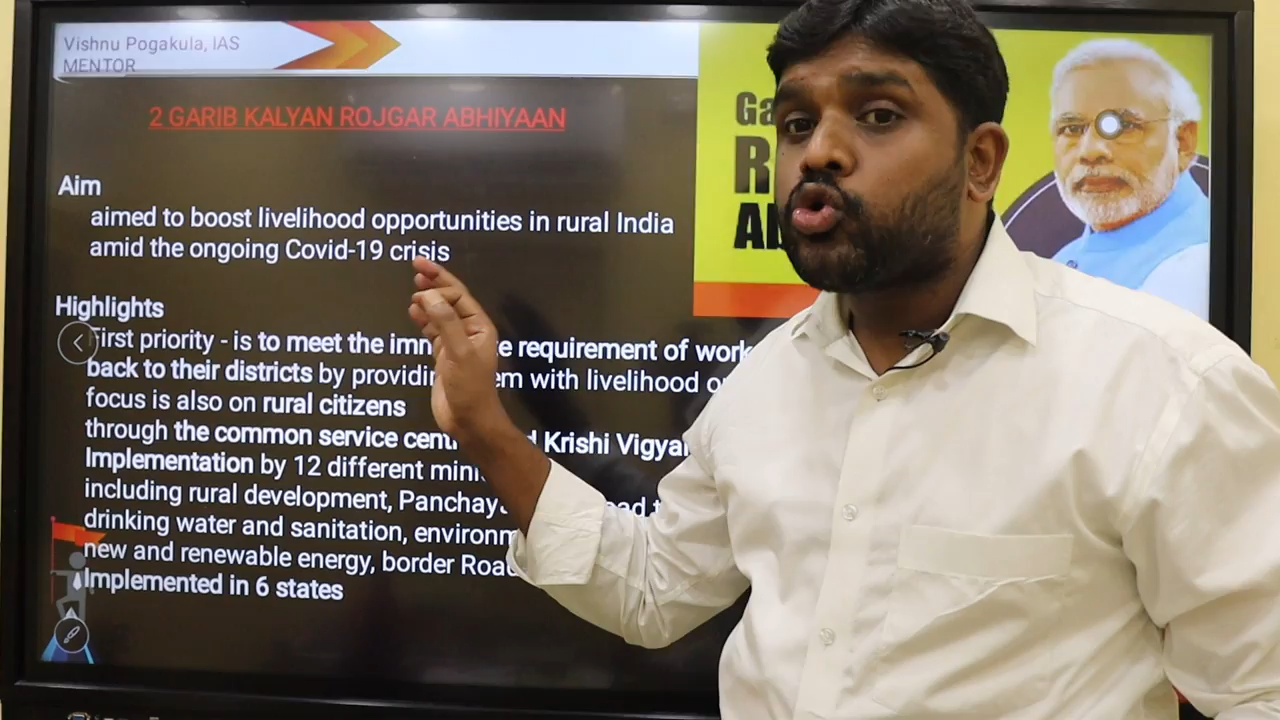 Vishnu Pogakula, IAS
MENTOR
2 GARIB KALYAN ROJGAR ABHIYAAN
Aim
aimed to boost livelihood opportunities in rural India
amid the ongoing Covid-19 crisis
Highlights
First priority - is to meet the requirement of
back to their districts by with livelihood
focus is also on rural citizens
through the common service Krishi
Implementation by 12 different
including rural development,
drinking water and sanitation,
new and renewable energy, border
Implemented in 6 states